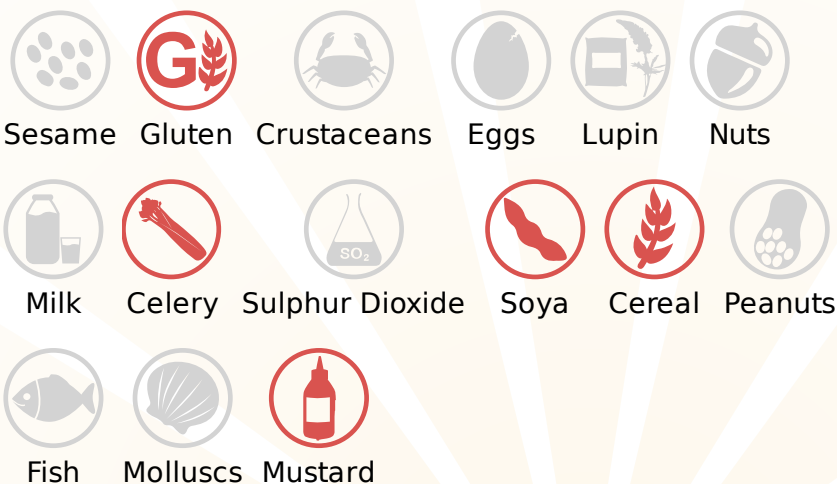 G
Sesame Gluten Crustaceans Eggs Lupin Nuts
SO₂
Milk Celery Sulphur Dioxide Soya Cereal Peanuts
Fish Molluscs Mustard